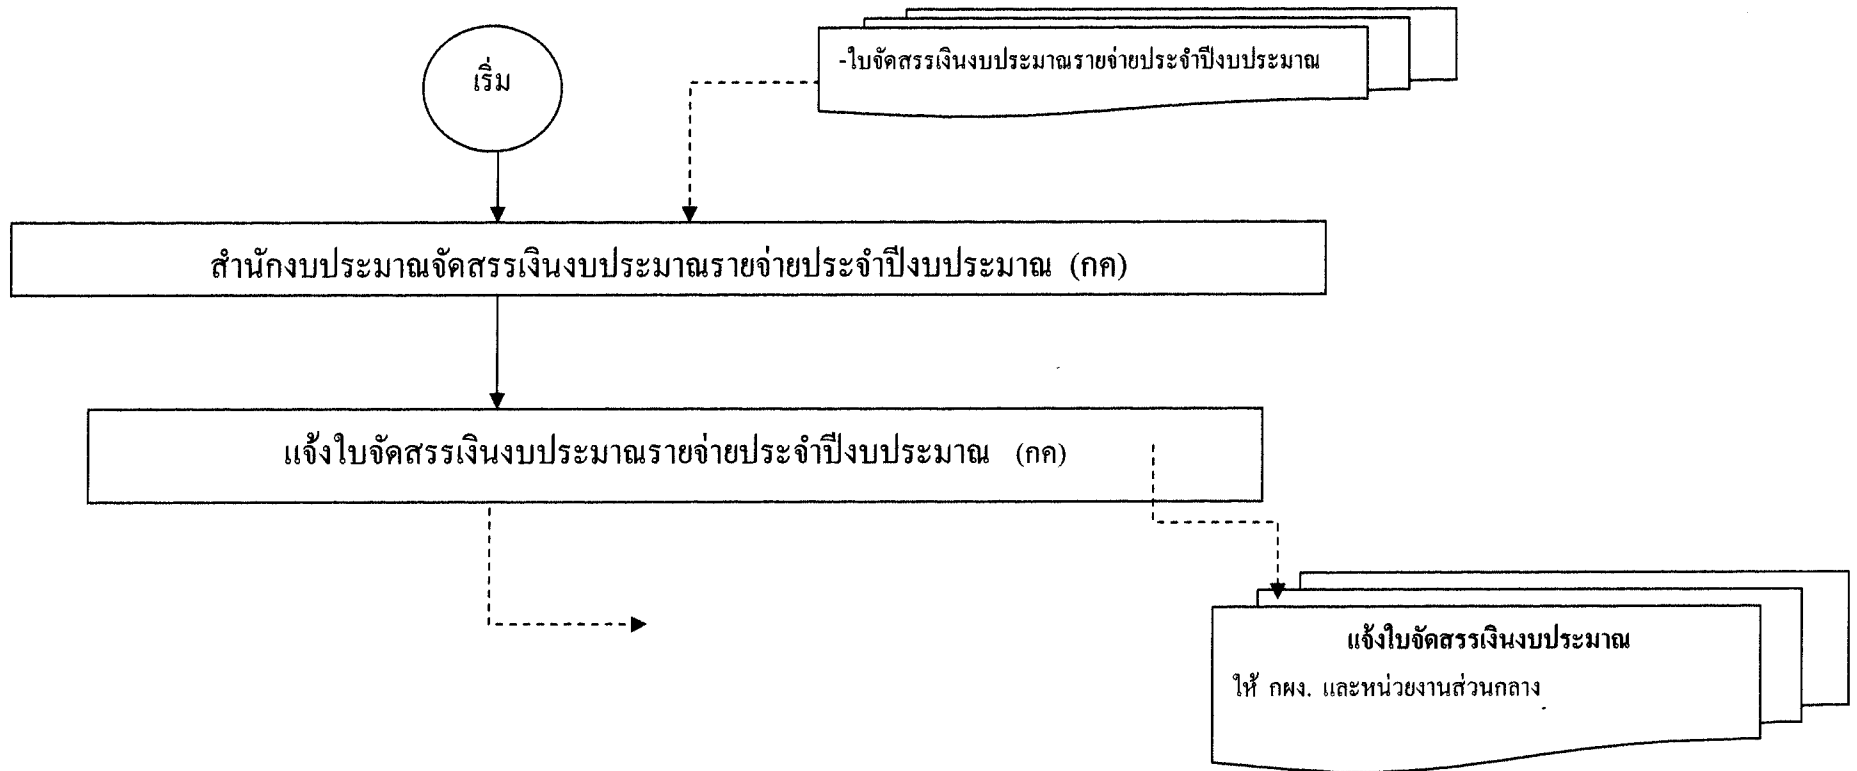 เริ่ม
-ใบจัดสรรเงินงบประมาณรายจ่ายประจำปีงบประมาณ
สำนักงบประมาณจัดสรรเงินงบประมาณรายจ่ายประจำปีงบประมาณ (กค)
แจ้งใบจัดสรรเงินงบประมาณรายจ่ายประจำปีงบประมาณ (กค)
แจ้งใบจัดสรรเงินงบประมาณ
ให้ กผง. และหน่วยงานส่วนกลาง